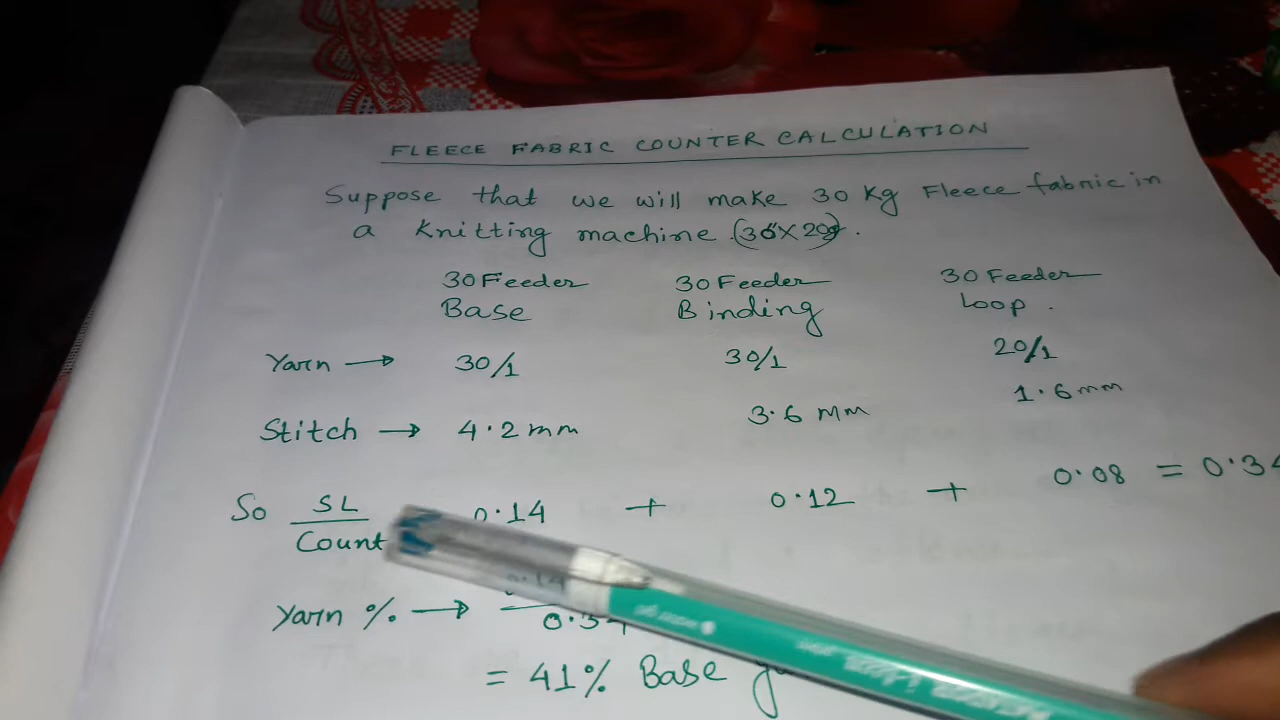 FLEECE FABRIC COUNTER CALCULATION
Suppose that we will make 30 Kg Fleece fabric in
a knitting machine (30X20g).
30 Feeder 30 Feeder 30 Feeder
Base Binding Loop.
Yarn → 30/1 30/1 20/1
Stitch → 4.2 mm 3.6 MM 1.6 mm
So SL/Count 0.14 + 0.12 + 0.08 = 0.34
Yarn % → 0.14/0.34
= 41% Base